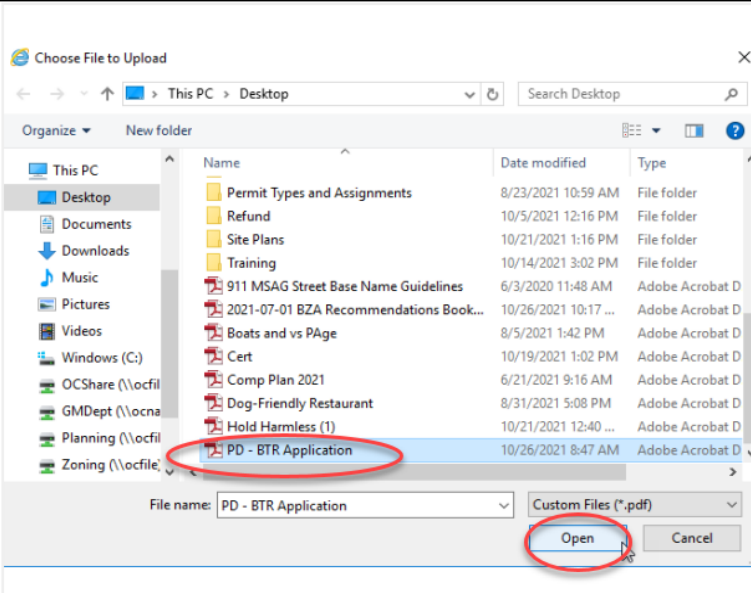 Choose File to Upload
This PC > Desktop
Search Desktop
Organize
New folder
Name
Date modified
Type
This PC
Desktop
Documents
Downloads
Music
Pictures
Videos
Windows (C:)
OCShare (\\ocfil
GMDept (\\ocna
Planning (\\ocfil
Zoning (\\ocfile)
Permit Types and Assignments 8/23/2021 10:59 AM File folder
Refund 10/5/2021 12:16 PM File folder
Site Plans 10/21/2021 1:16 PM File folder
Training 10/14/2021 3:02 PM File folder
911 MSAG Street Base Name Guidelines 6/3/2020 11:48 AM Adobe Acrobat D
2021-07-01 BZA Recommendations Book... 10/26/2021 10:17 ... Adobe Acrobat D
Boats and vs PAge 8/5/2021 1:42 PM Adobe Acrobat D
Cert 10/19/2021 1:02 PM Adobe Acrobat D
Comp Plan 2021 6/21/2021 9:16 AM Adobe Acrobat D
Dog-Friendly Restaurant 8/31/2021 5:08 PM Adobe Acrobat D
Hold Harmless (1) 10/21/2021 12:40 ... Adobe Acrobat D
PD - BTR Application 10/26/2021 8:47 AM Adobe Acrobat D
File name: PD - BTR Application
Custom Files (*.pdf)
Open
Cancel